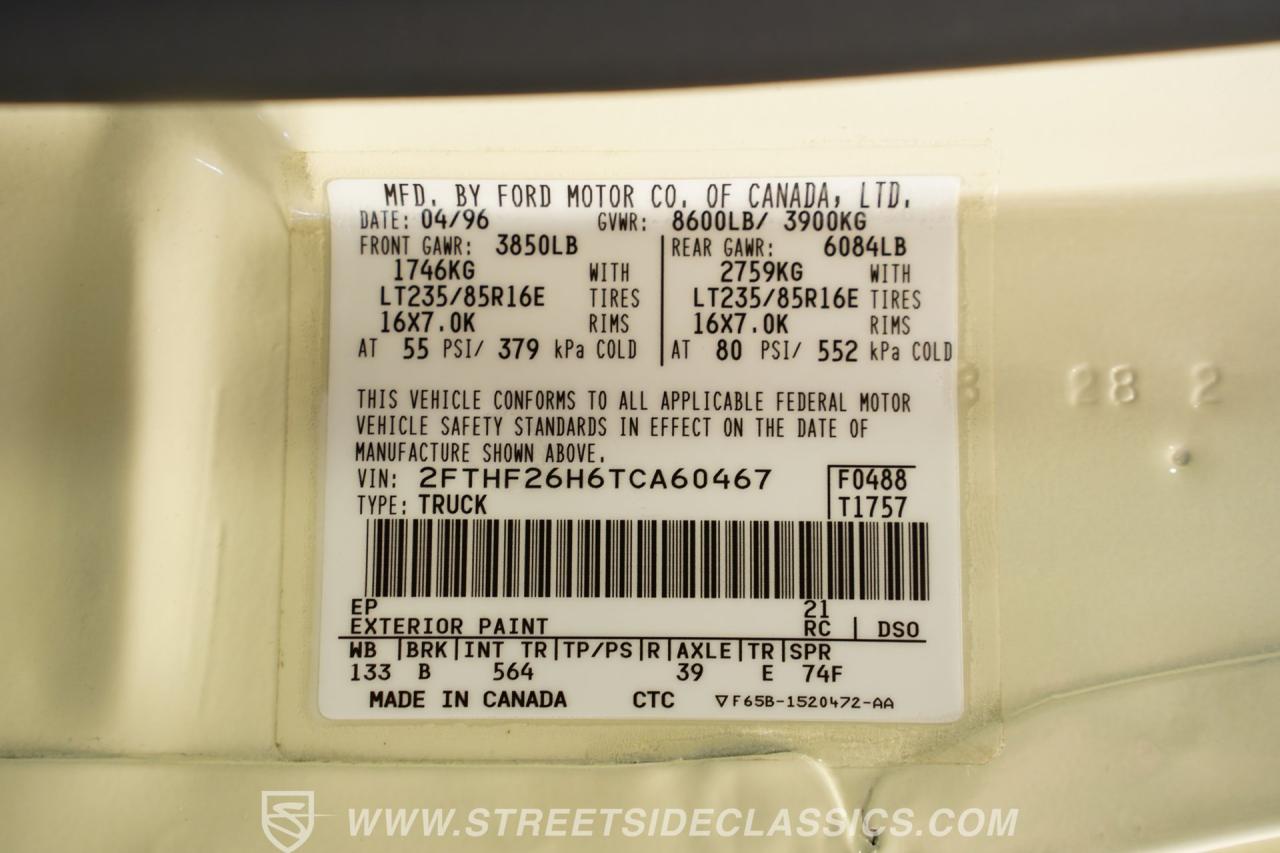 MFD. BY FORD MOTOR CO. OF CANADA, LTD.
DATE: 04/96 GVWR: 8600LB/ 3900KG
FRONT GAWR: 3850LB REAR GAWR: 6084LB
1746KG WITH 2759KG WITH
LT235/85R16E TIRES LT235/85R16E TIRES
16X7.0K RIMS 16X7.0K RIMS
AT 55 PSI/ 379 kPa COLD AT 80 PSI/ 552 kPa COLD
28 2
THIS VEHICLE CONFORMS TO ALL APPLICABLE FEDERAL MOTOR
VEHICLE SAFETY STANDARDS IN EFFECT ON THE DATE OF
MANUFACTURE SHOWN ABOVE.
VIN: 2FTHF26H6TCA60467 F0488
TYPE: TRUCK T1757
EP 21
EXTERIOR PAINT RC DSO
WB BRK INT TR TP/PS R AXLE TR SPR
133 B 564 39 E 74F
MADE IN CANADA CTC F65B-1520472-AA
WWW.STREETSIDECLASSICS.COM